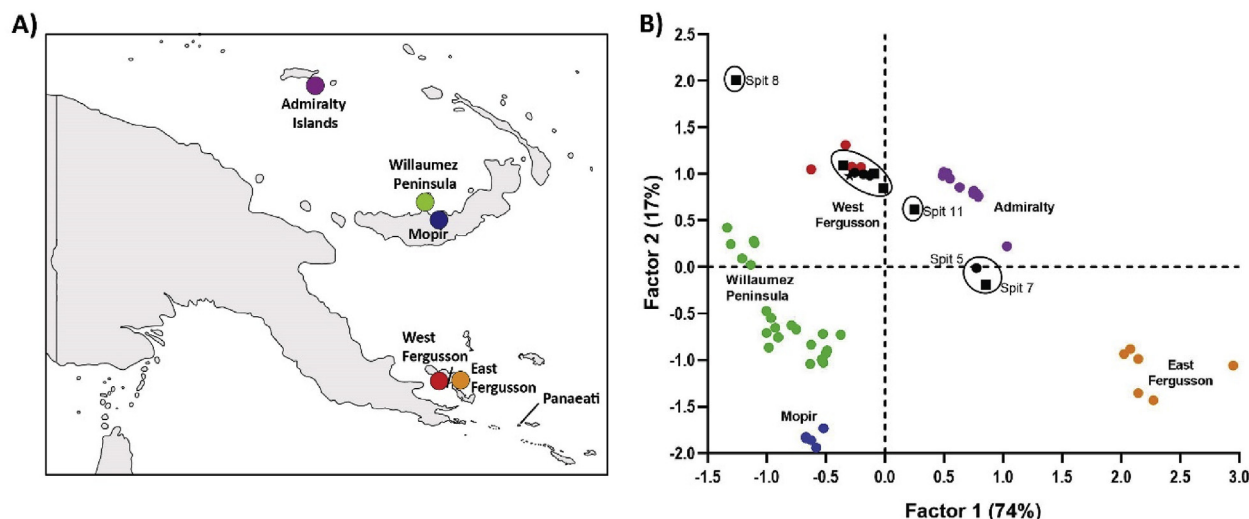 A)
Admiralty
Islands
Willaumez
Peninsula
Mopir
West
Fergusson
East
Fergusson
Panaeati
B)
Factor 2 (17%)
2.5
2.0
1.5
1.0
0.5
0.0
-0.5
-1.0
-1.5
-2.0
Spit 8
West
Fergusson
Spit 11
Admiralty
Spit 5
Spit 7
Willaumez
Peninsula
Mopir
East
Fergusson
-1.5 -1.0 -0.5 0.0 0.5 1.0 1.5 2.0 2.5 3.0
Factor 1 (74%)